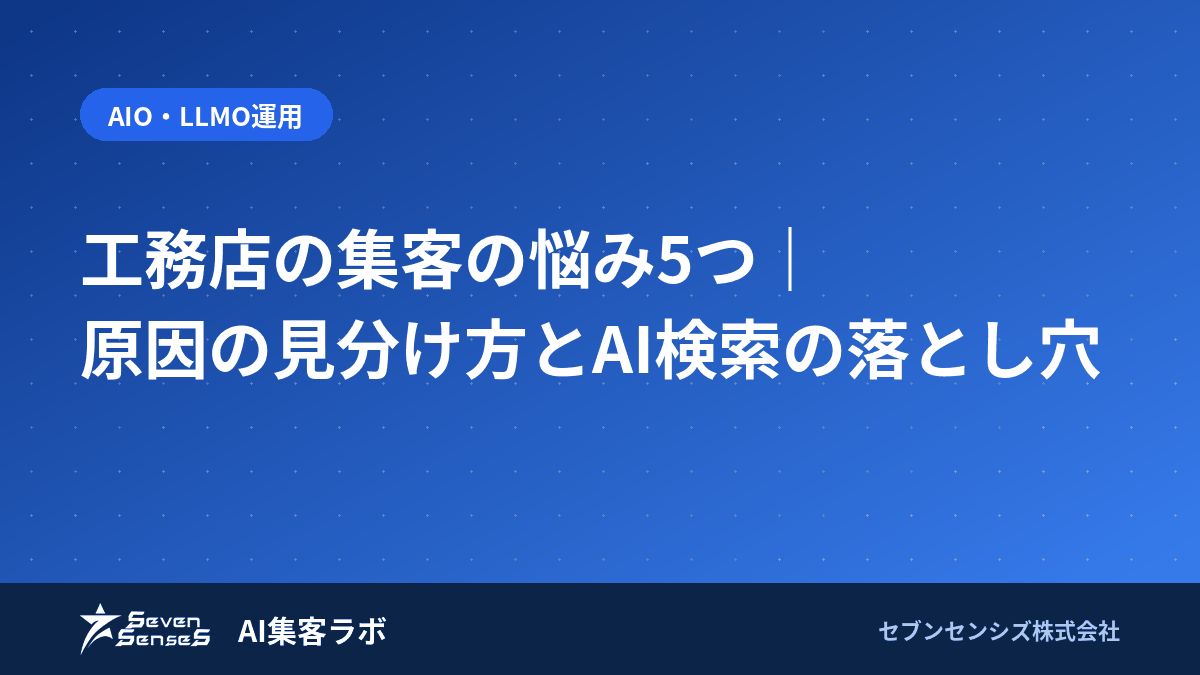 AIO・LLMO運用
工務店の集客の悩み5つ｜
原因の見分け方とAI検索の落とし穴
Seven
Senses
AI集客ラボ
セブンセンシズ株式会社